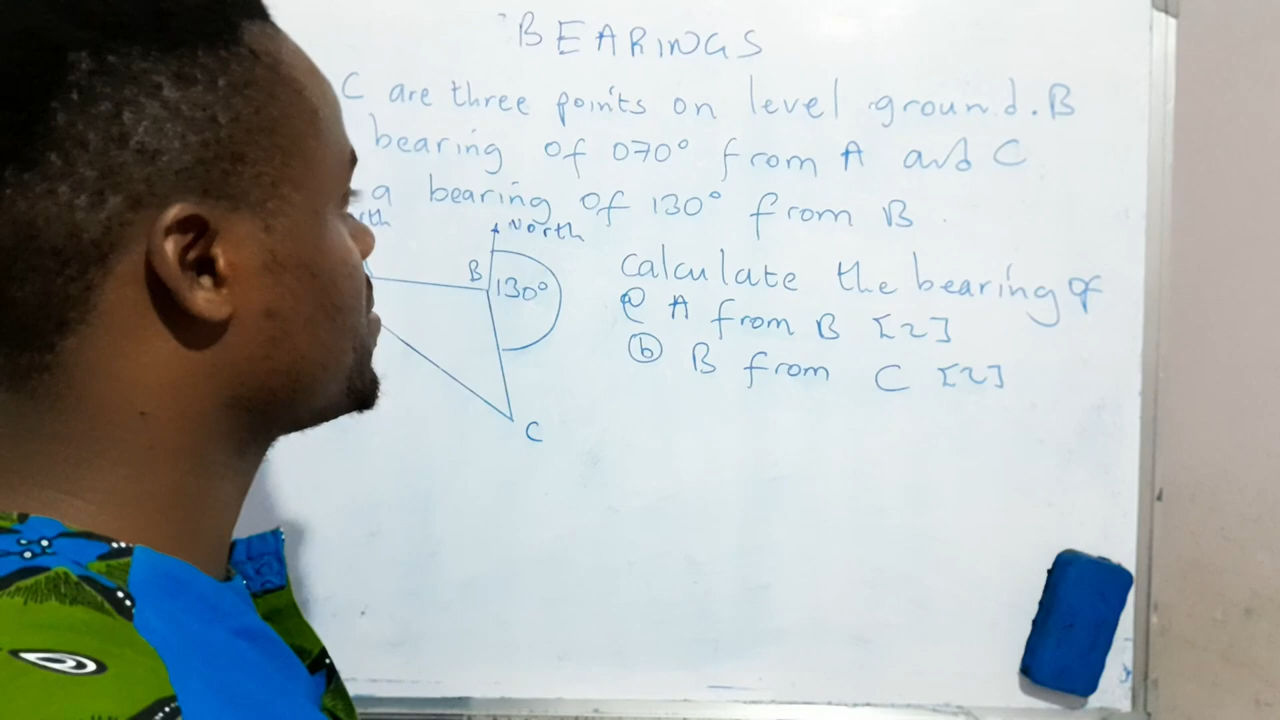 BEARINGS
C are three points on level ground. B
bearing of 070° from A and C
a bearing of 130° from B.
North
B
130°
C
calculate the bearing of
@ A from B [2]
(b) B from C [2]